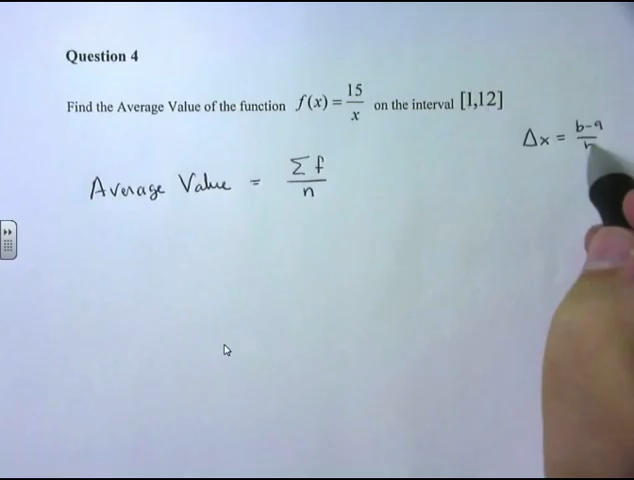 Question 4
Find the Average Value of the function f(x) = 15/x on the interval [1,12]
Δx = b-a/n
Average Value = Σf/n